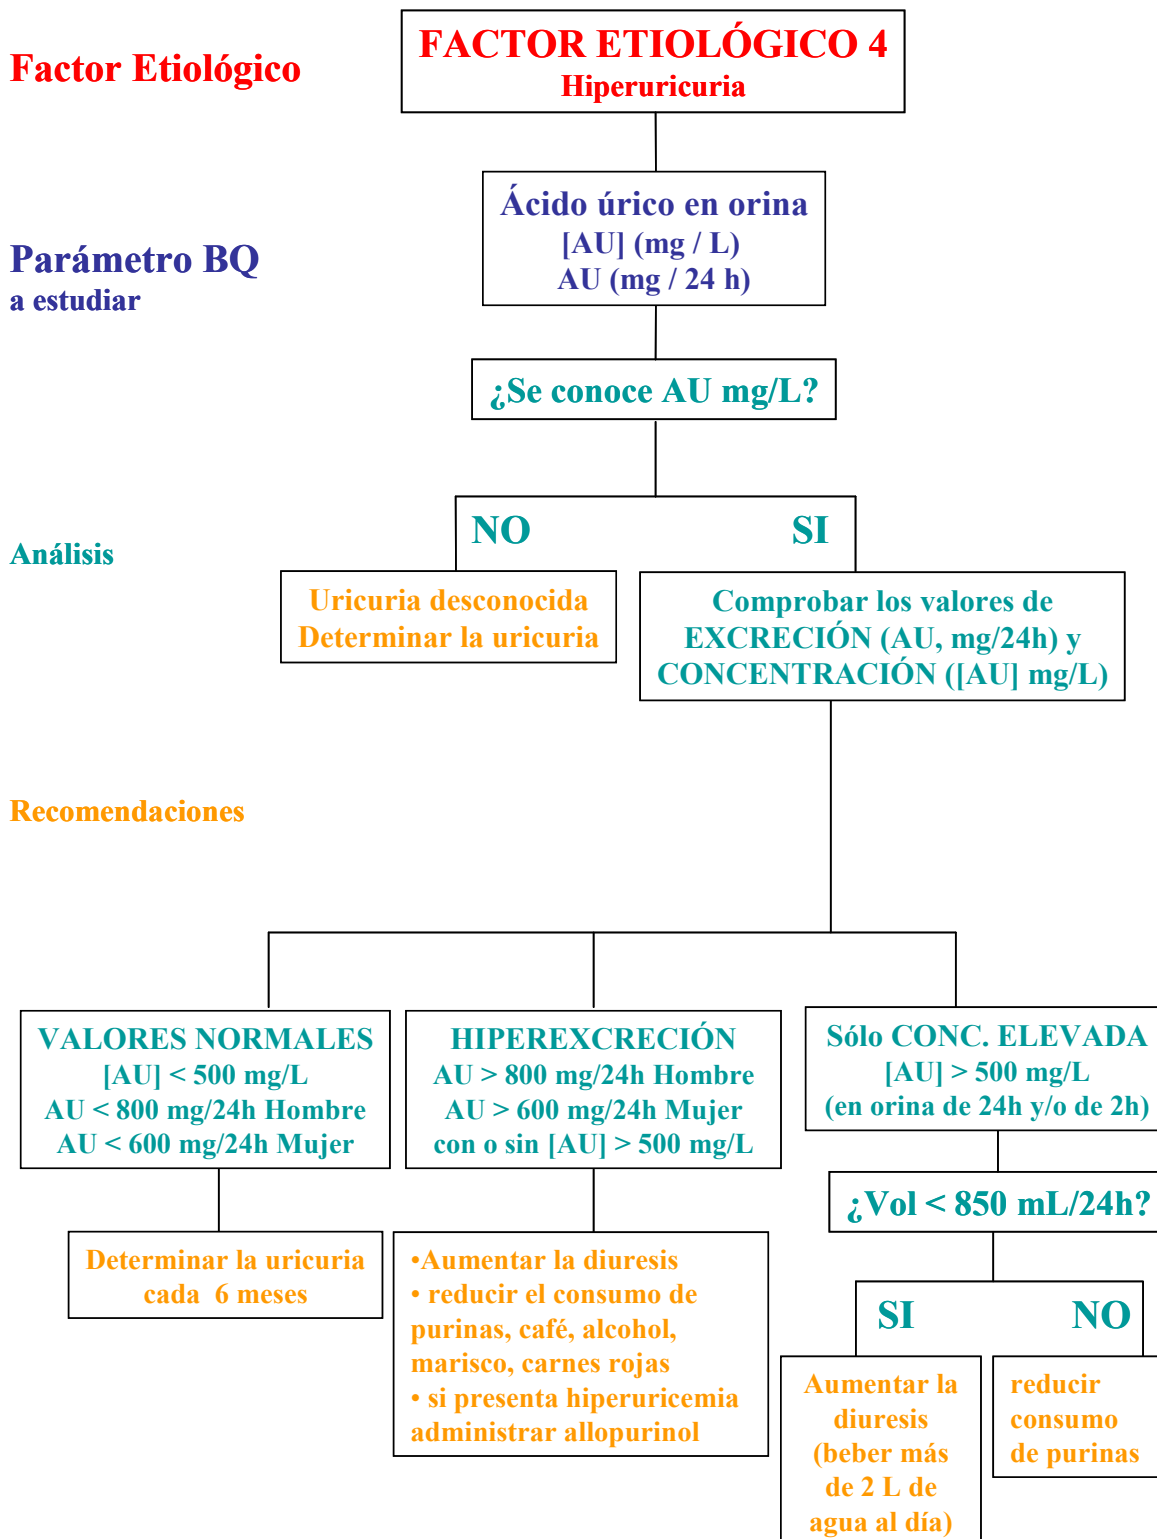 Factor Etiológico
FACTOR ETIOLÓGICO 4
Hiperuricuria
Parámetro BQ
a estudiar
Ácido úrico en orina
[AU] (mg / L)
AU (mg / 24 h)
¿Se conoce AU mg/L?
Análisis
NO
SI
Uricuria desconocida
Determinar la uricuria
Comprobar los valores de
EXCRECIÓN (AU, mg/24h) y
CONCENTRACIÓN ([AU] mg/L)
Recomendaciones
VALORES NORMALES
[AU] < 500 mg/L
AU < 800 mg/24h Hombre
AU < 600 mg/24h Mujer
HIPEREXCRECIÓN
AU > 800 mg/24h Hombre
AU > 600 mg/24h Mujer
con o sin [AU] > 500 mg/L
Sólo CONC. ELEVADA
[AU] > 500 mg/L
(en orina de 24h y/o de 2h)
¿Vol < 850 mL/24h?
Determinar la uricuria
cada 6 meses
•Aumentar la diuresis
• reducir el consumo de
purinas, café, alcohol,
marisco, carnes rojas
• si presenta hiperuricemia
administrar allopurinol
SI
NO
Aumentar la
diuresis
(beber más
de 2 L de
agua al día)
reducir
consumo
de purinas